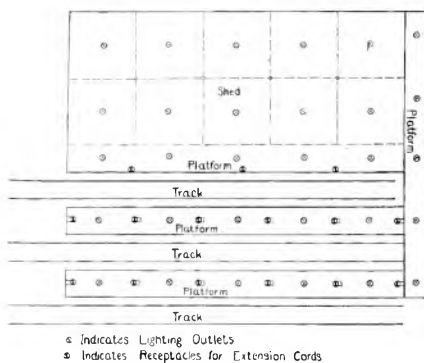 Shed
Platform
Platform
Track
Platform
Track
Platform
Track
Indicates Lighting Outlets
Indicates Receptacles for Extension Cords